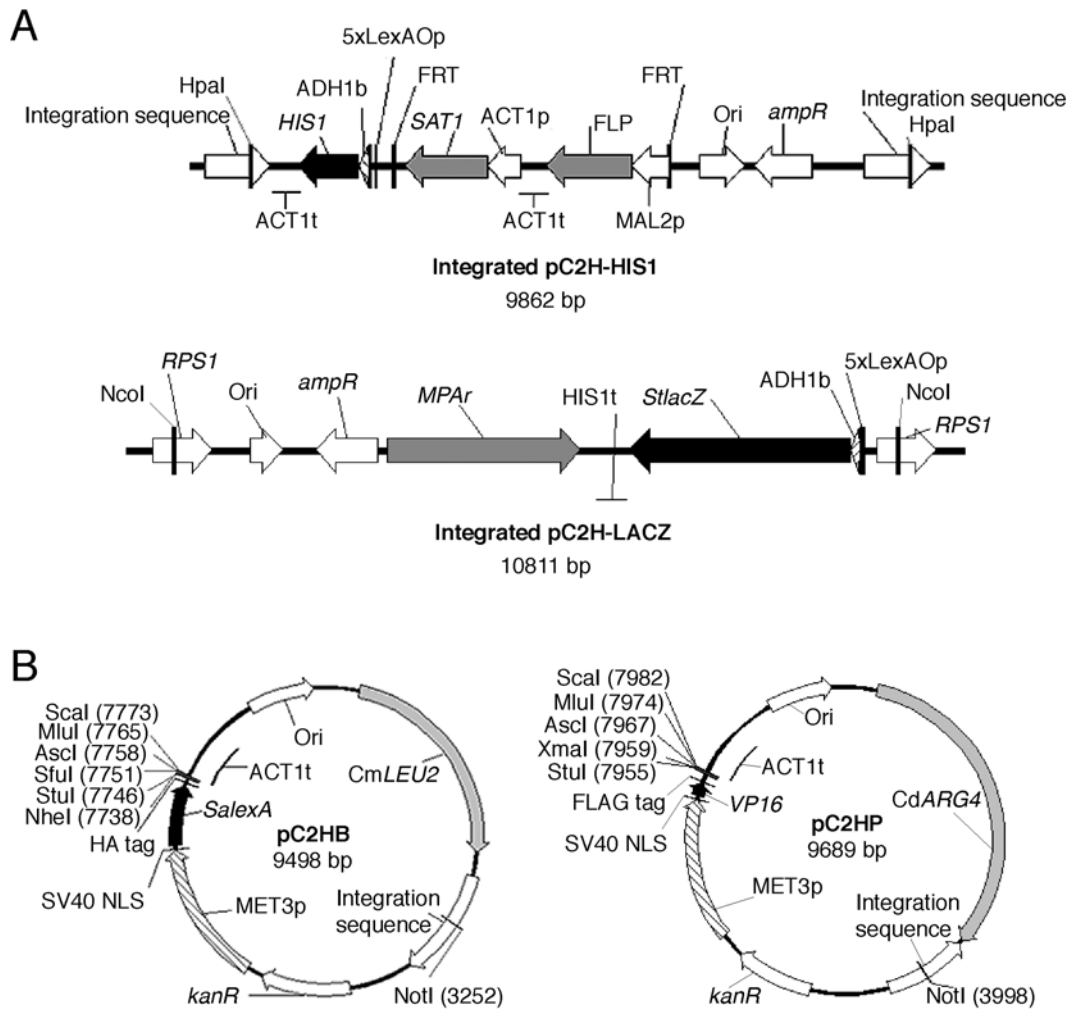 A
5xLexAOp
HpaI
ADH1b
FRT
FRT
Integration sequence
Integration sequence
HIS1
SAT1
ACT1p
FLP
Ori
ampR
HpaI
ACT1t
ACT1t
MAL2p
Integrated pC2H-HIS1
9862 bp
RPS1
5xLexAOp
NcoI
Ori
ampR
MPAr
HIS1t
StlacZ
ADH1b
NcoI
RPS1
Integrated pC2H-LACZ
10811 bp
B
ScaI (7773)
MluI (7765)
AscI (7758)
SfuI (7751)
StuI (7746)
NheI (7738)
HA tag
SV40 NLS
Ori
ACT1t
CmLEU2
SalexA
pC2HB
9498 bp
MET3p
Integration
sequence
kanR
NotI (3252)
ScaI (7982)
MluI (7974)
AscI (7967)
XmaI (7959)
StuI (7955)
FLAG tag
SV40 NLS
Ori
ACT1t
VP16
CdARG4
pC2HP
9689 bp
MET3p
Integration
sequence
kanR
NotI (3998)